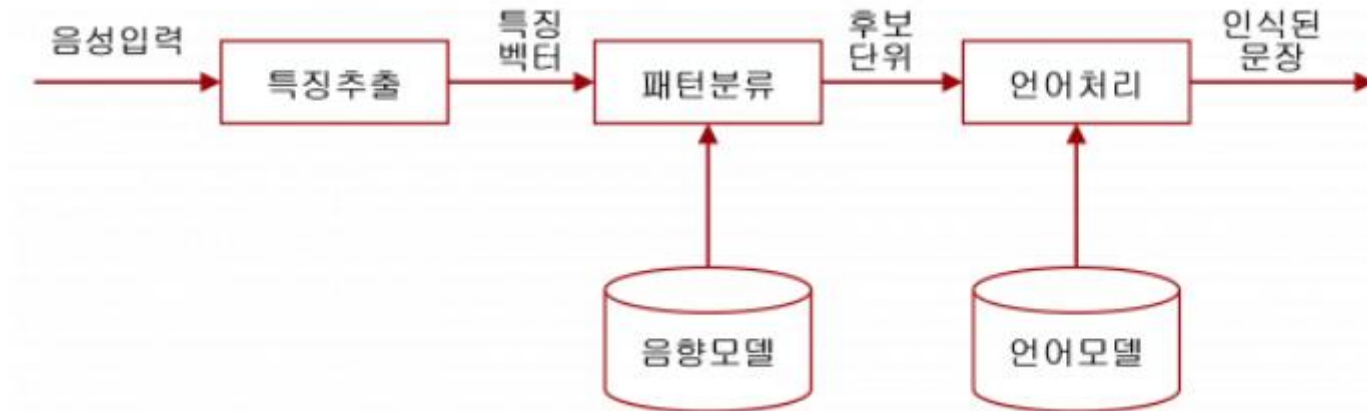 음성입력
특징추출
특징
벡터
패턴분류
후보
단위
언어처리
인식된
문장
음향모델
언어모델